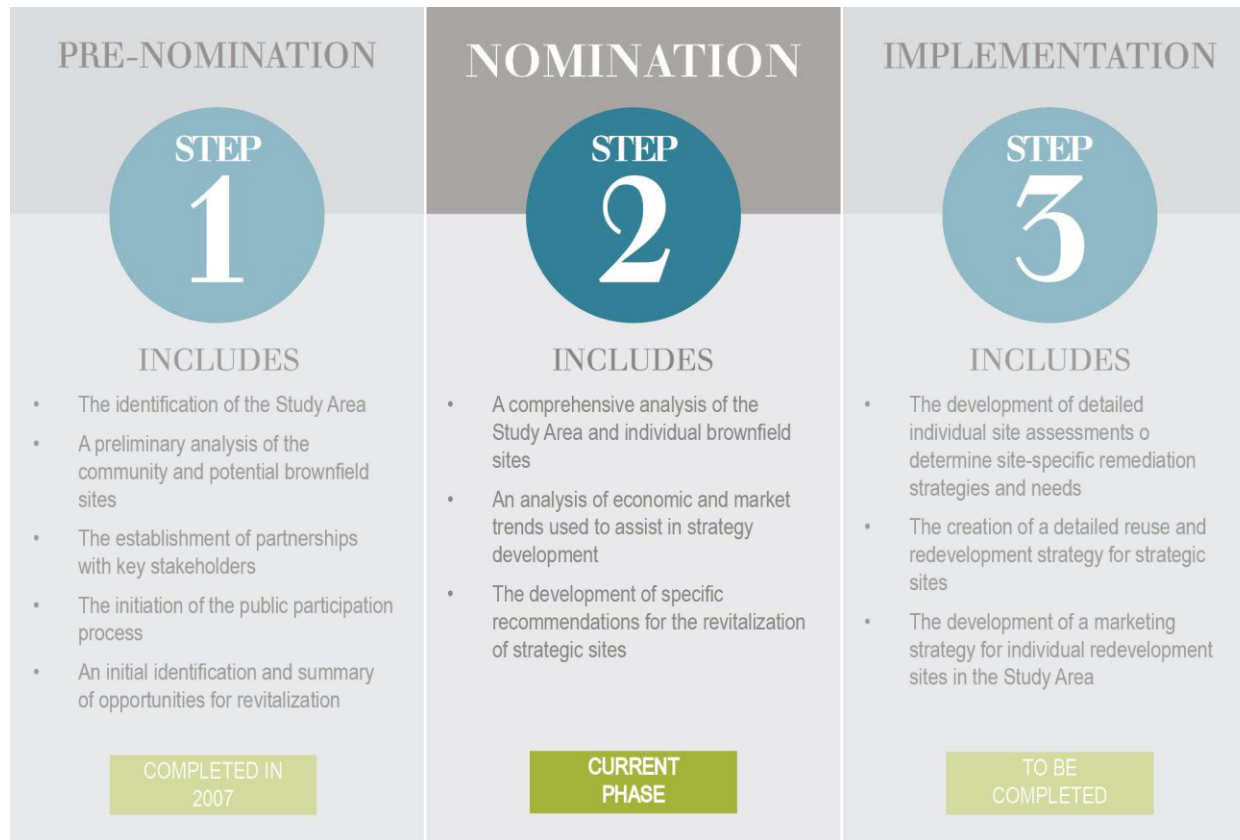 PRE-NOMINATION
STEP
1
INCLUDES
• The identification of the Study Area
• A preliminary analysis of the
community and potential brownfield
sites
• The establishment of partnerships
with key stakeholders
• The initiation of the public participation
process
• An initial identification and summary
of opportunities for revitalization
COMPLETED IN
2007
NOMINATION
STEP
2
INCLUDES
• A comprehensive analysis of the
Study Area and individual brownfield
sites
• An analysis of economic and market
trends used to assist in strategy
development
• The development of specific
recommendations for the revitalization
of strategic sites
CURRENT
PHASE
IMPLEMENTATION
STEP
3
INCLUDES
• The development of detailed
individual site assessments o
determine site-specific remediation
strategies and needs
• The creation of a detailed reuse and
redevelopment strategy for strategic
sites
• The development of a marketing
strategy for individual redevelopment
sites in the Study Area
TO BE
COMPLETED